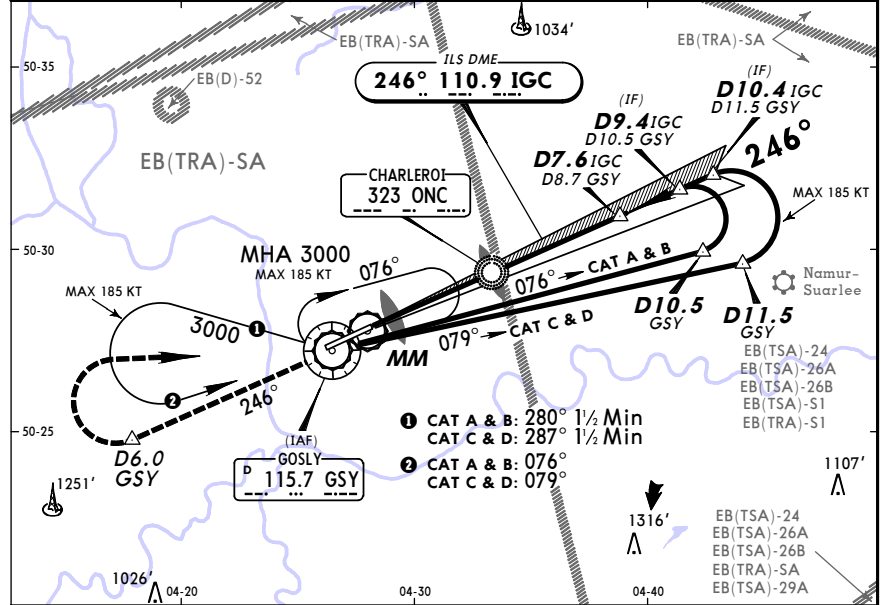 1034'
50-35
EB(TRA)-SA
EB(TRA)-SA
ILS DME
246° 110.9 IGC
EB(D)-52
(IF)
D10.4 IGC
D11.5 GSY
(IF)
D9.4 IGC
D10.5 GSY
246°
D7.6 IGC
D8.7 GSY
EB(TRA)-SA
CHARLEROI
323 ONC
MAX 185 KT
50-30
MHA 3000
MAX 185 KT
076°
076° CAT A & B
D10.5
GSY
Namur-
Suarlee
MAX 185 KT
3000 1
079° CAT C & D
D11.5
GSY
MM
EB(TSA)-24
EB(TSA)-26A
EB(TSA)-26B
EB(TSA)-S1
EB(TRA)-S1
2
246°
1 CAT A & B: 280° 1½ Min
CAT C & D: 287° 1½ Min
50-25
D6.0
GSY
(IAF)
GOSLY
D 115.7 GSY
2 CAT A & B: 076°
CAT C & D: 079°
1251'
1107'
1316'
EB(TSA)-24
EB(TSA)-26A
EB(TSA)-26B
EB(TRA)-SA
EB(TSA)-29A
1026'
04-20
04-30
04-40